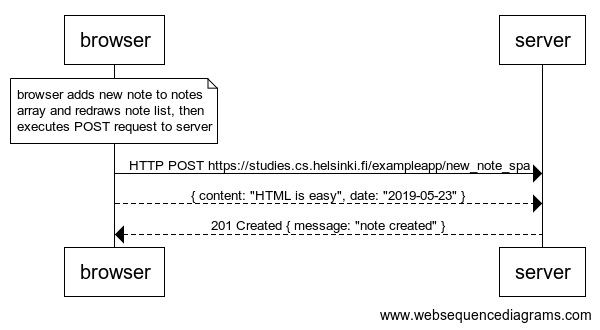 browser
server
browser adds new note to notes
array and redraws note list, then
executes POST request to server
HTTP POST https://studies.cs.helsinki.fi/exampleapp/new_note_spa
{ content: "HTML is easy", date: "2019-05-23" }
201 Created { message: "note created" }
browser
server
www.websequencediagrams.com